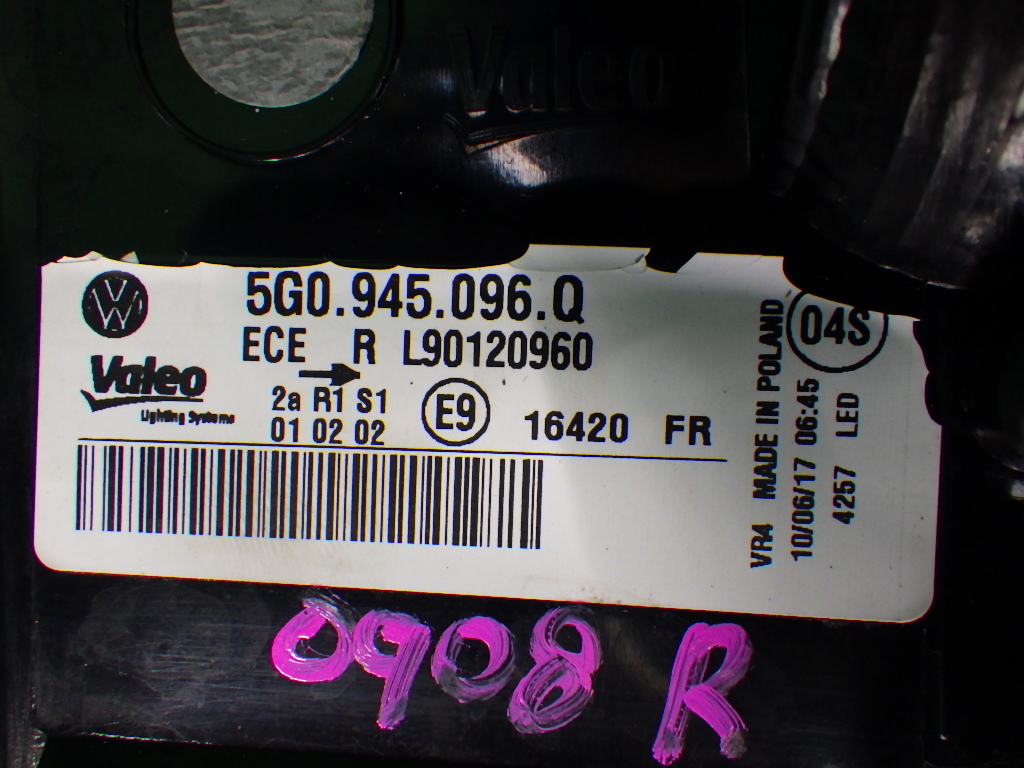 Valeo
5G0.945.096.Q
ECE R L90120960
Valeo
Lighting Systems
2a R1 S1
01 02 02
E9
16420 FR
04S
VR4 MADE IN POLAND
10/06/17 06:45
4257 LED
0908 R